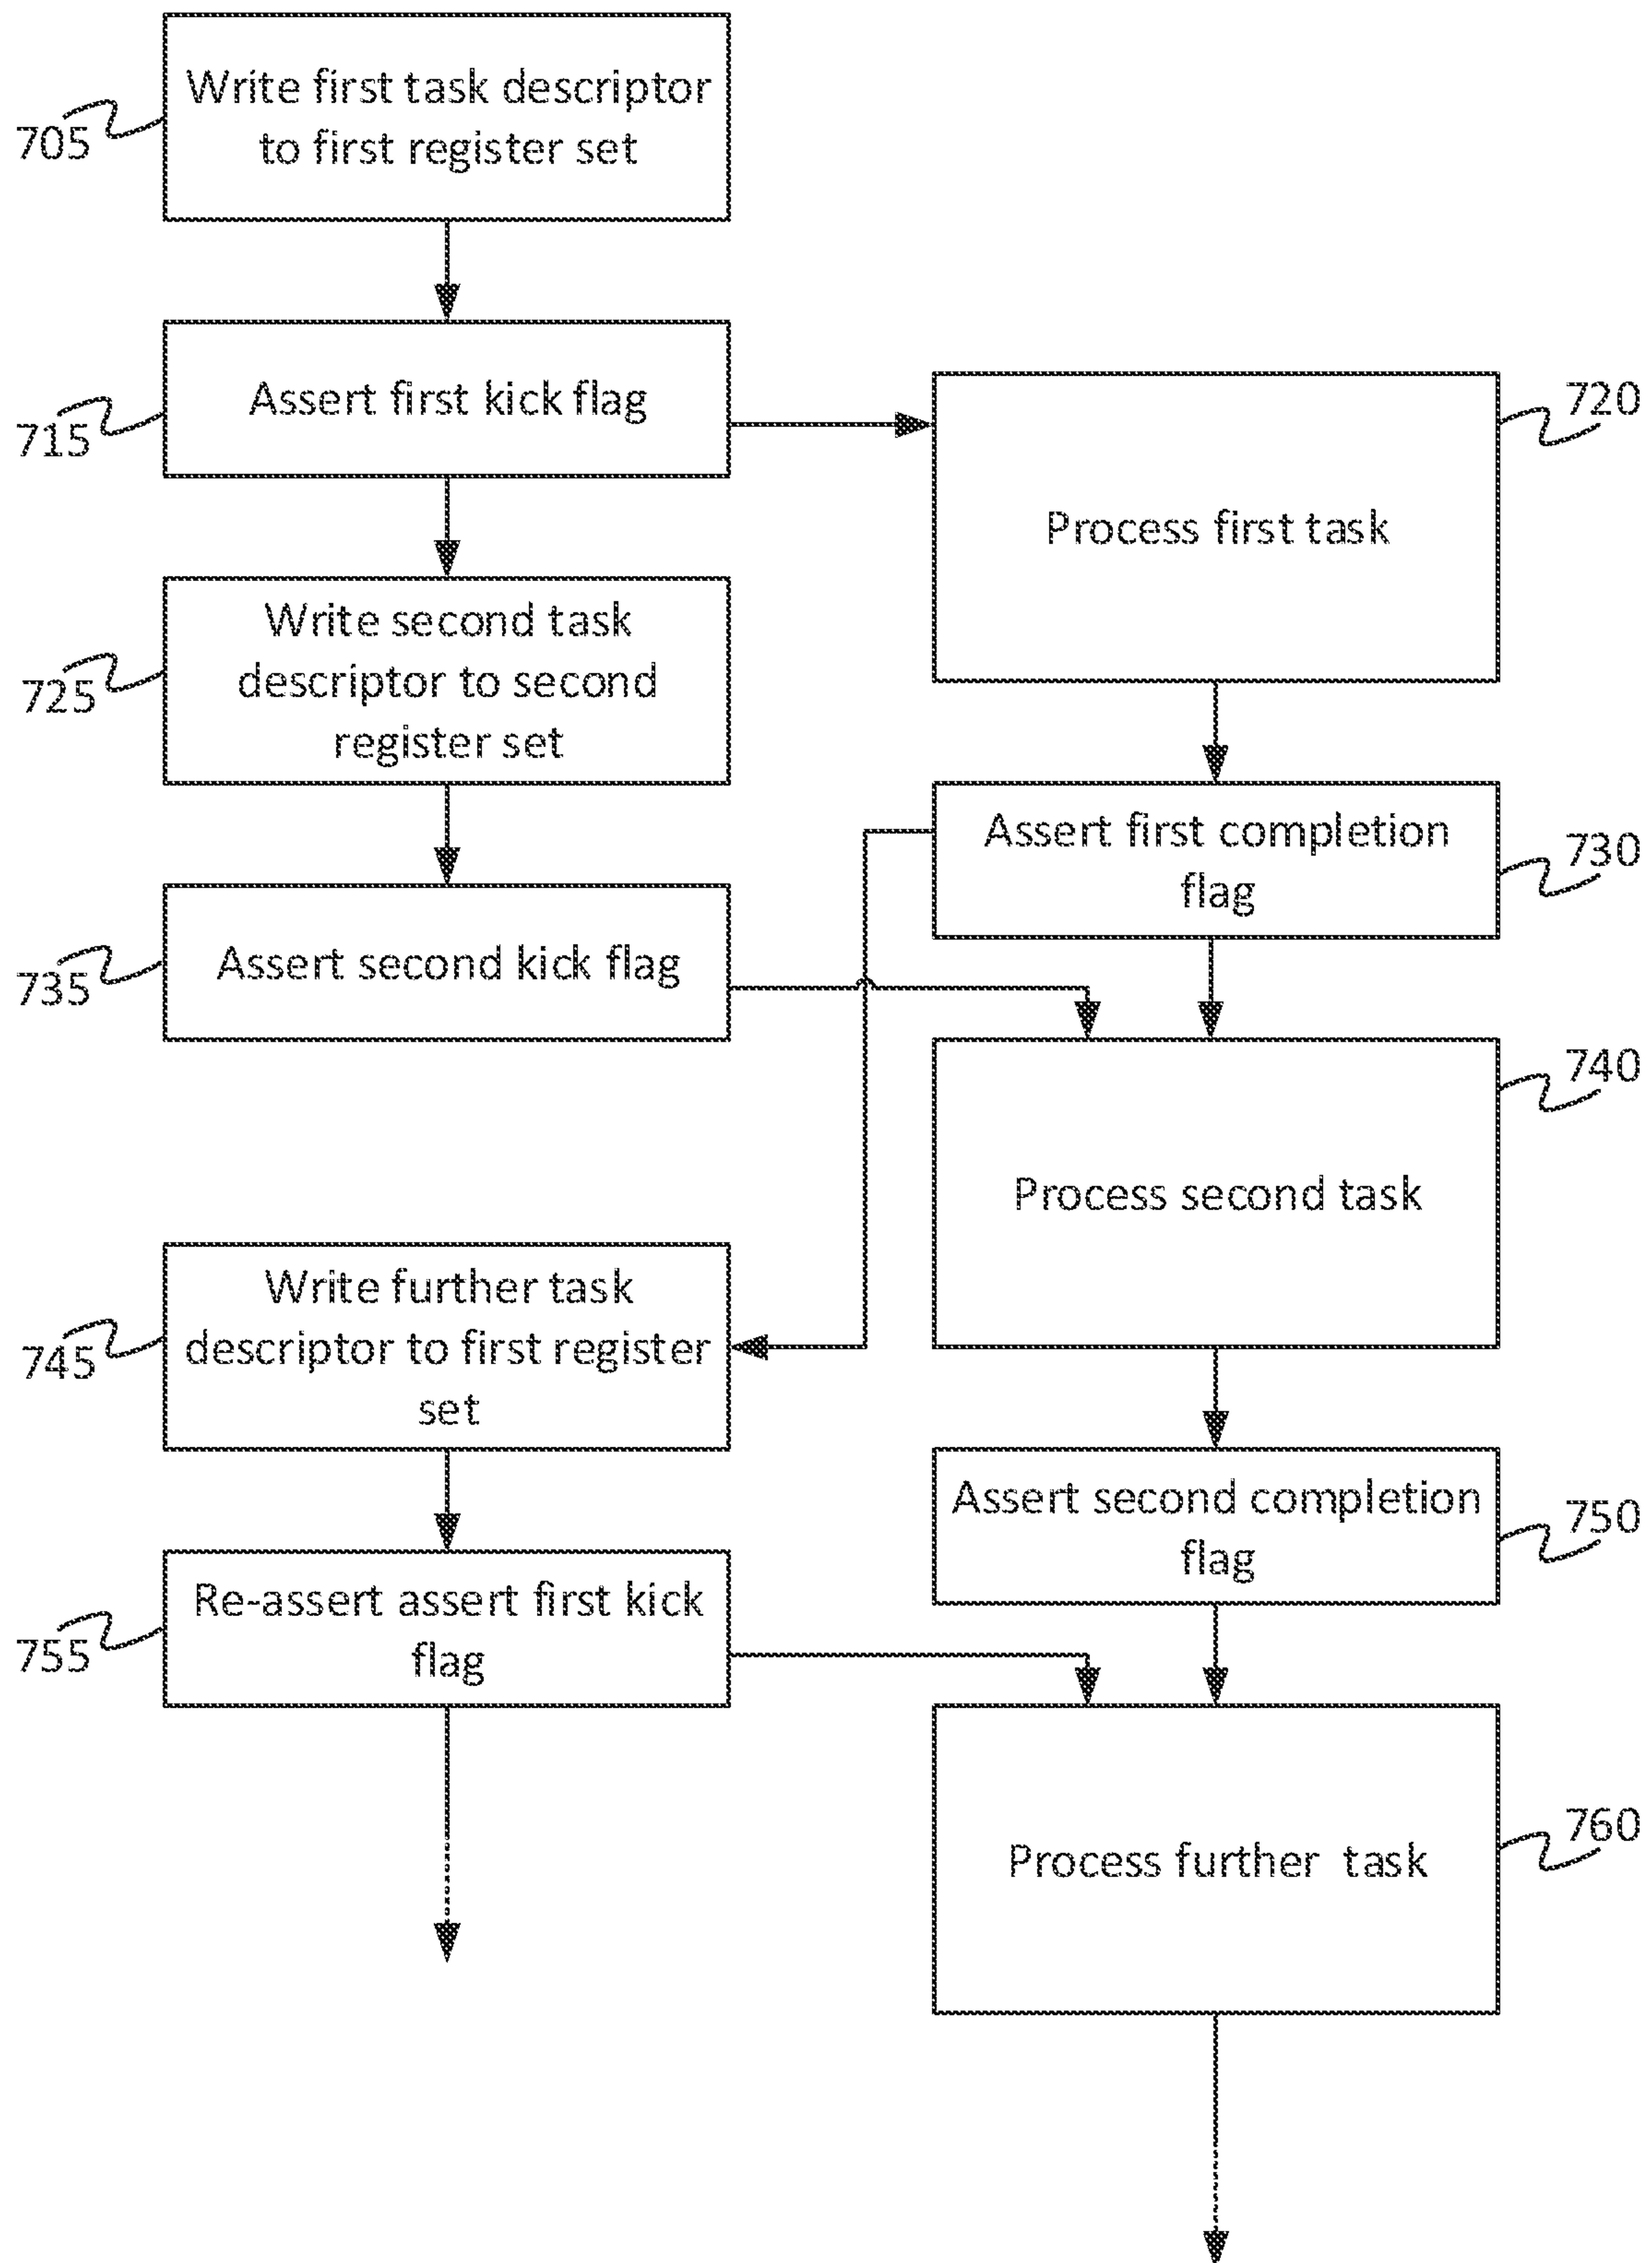 Write first task descriptor
to first register set
705
Assert first kick flag
715
720
Process first task
Write second task
descriptor to second
register set
725
Assert first completion
flag
730
Assert second kick flag
735
740
Process second task
Write further task
descriptor to first register
set
745
Assert second completion
flag
750
Re-assert assert first kick
flag
755
760
Process further task